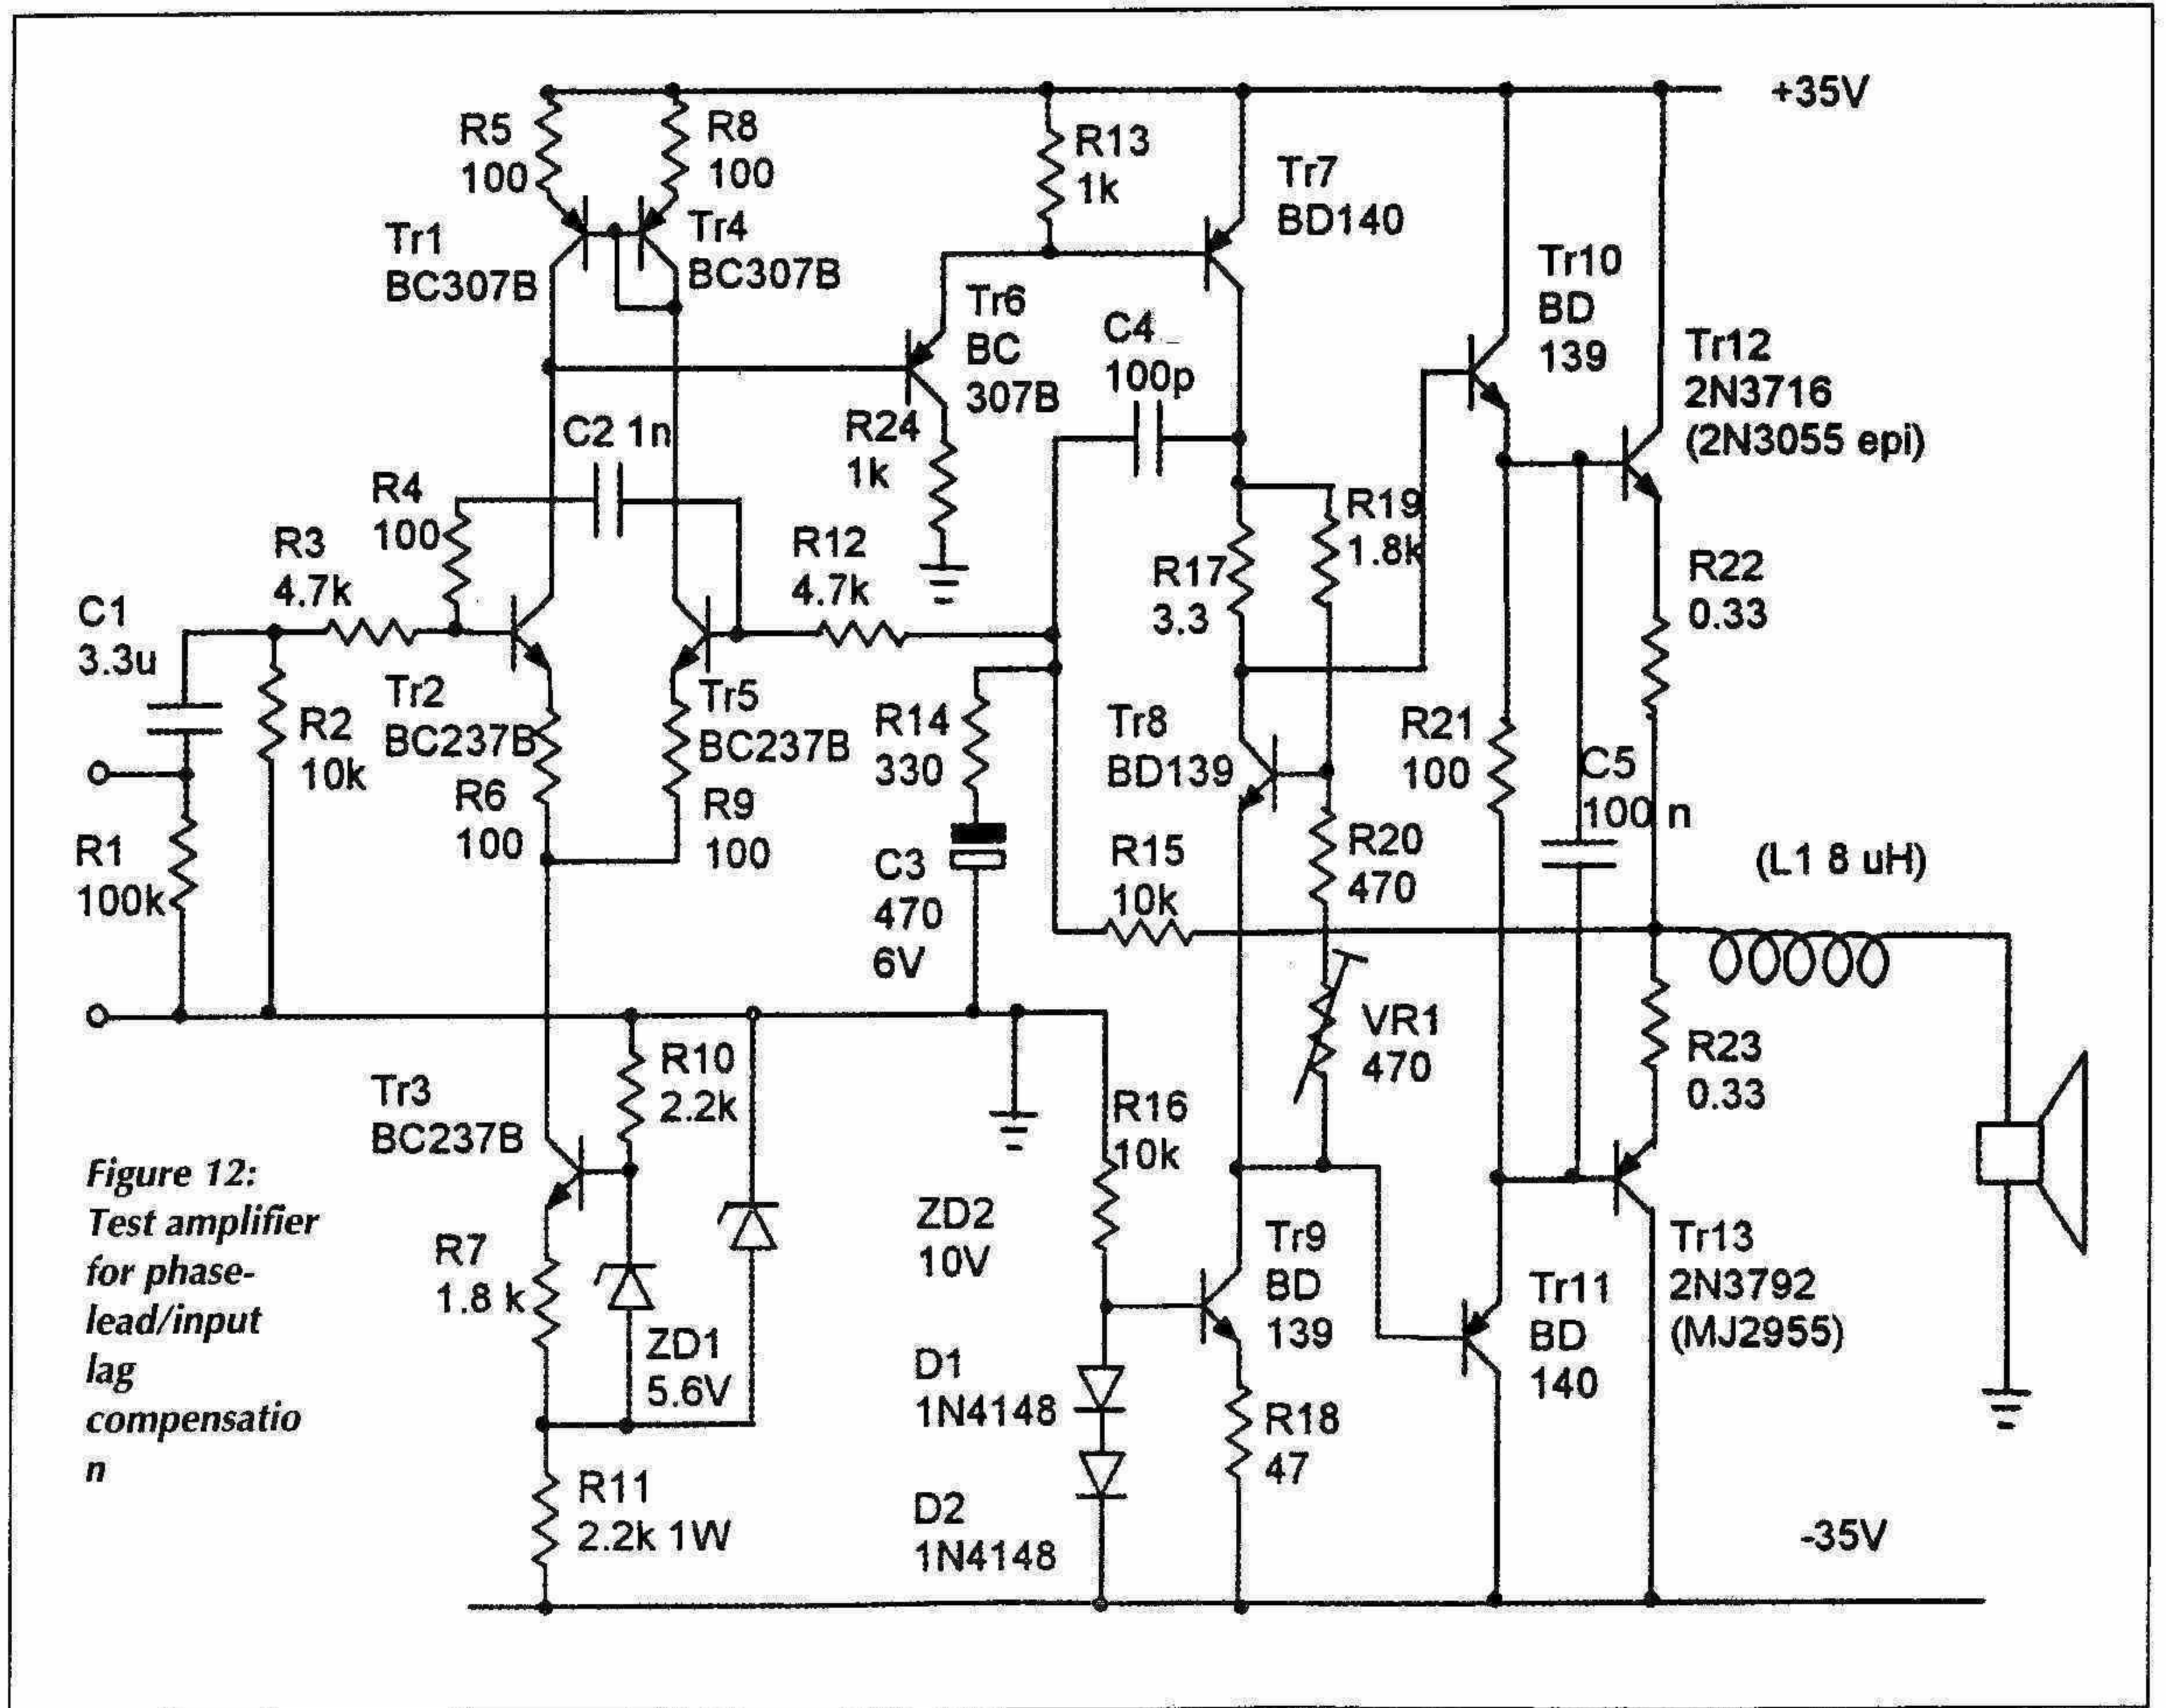 +35V
R5
100
R8
100
R13
1k
Tr7
BD140
Tr1
BC307B
Tr4
BC307B
Tr10
BD
139
Tr6
BC
307B
C4
100p
Tr12
2N3716
(2N3055 epi)
C2 1n
R24
1k
R4
100
R19
1.8k
R3
4.7k
R12
4.7k
R17
3.3
R22
0.33
C1
3.3u
Tr2
BC237B
Tr5
BC237B
R14
330
Tr8
BD139
R21
100
C5
100 n
R2
10k
R6
100
R9
100
R1
100k
C3
470
6V
R15
10k
R20
470
(L1 8 uH)
VR1
470
R10
2.2k
R23
0.33
Tr3
BC237B
R16
10k
Figure 12:
Test amplifier
for phase-
lead/input
lag
compensatio
n
R7
1.8 k
ZD2
10V
Tr9
BD
139
Tr11
BD
140
Tr13
2N3792
(MJ2955)
ZD1
5.6V
D1
1N4148
R18
47
R11
2.2k 1W
D2
1N4148
-35V